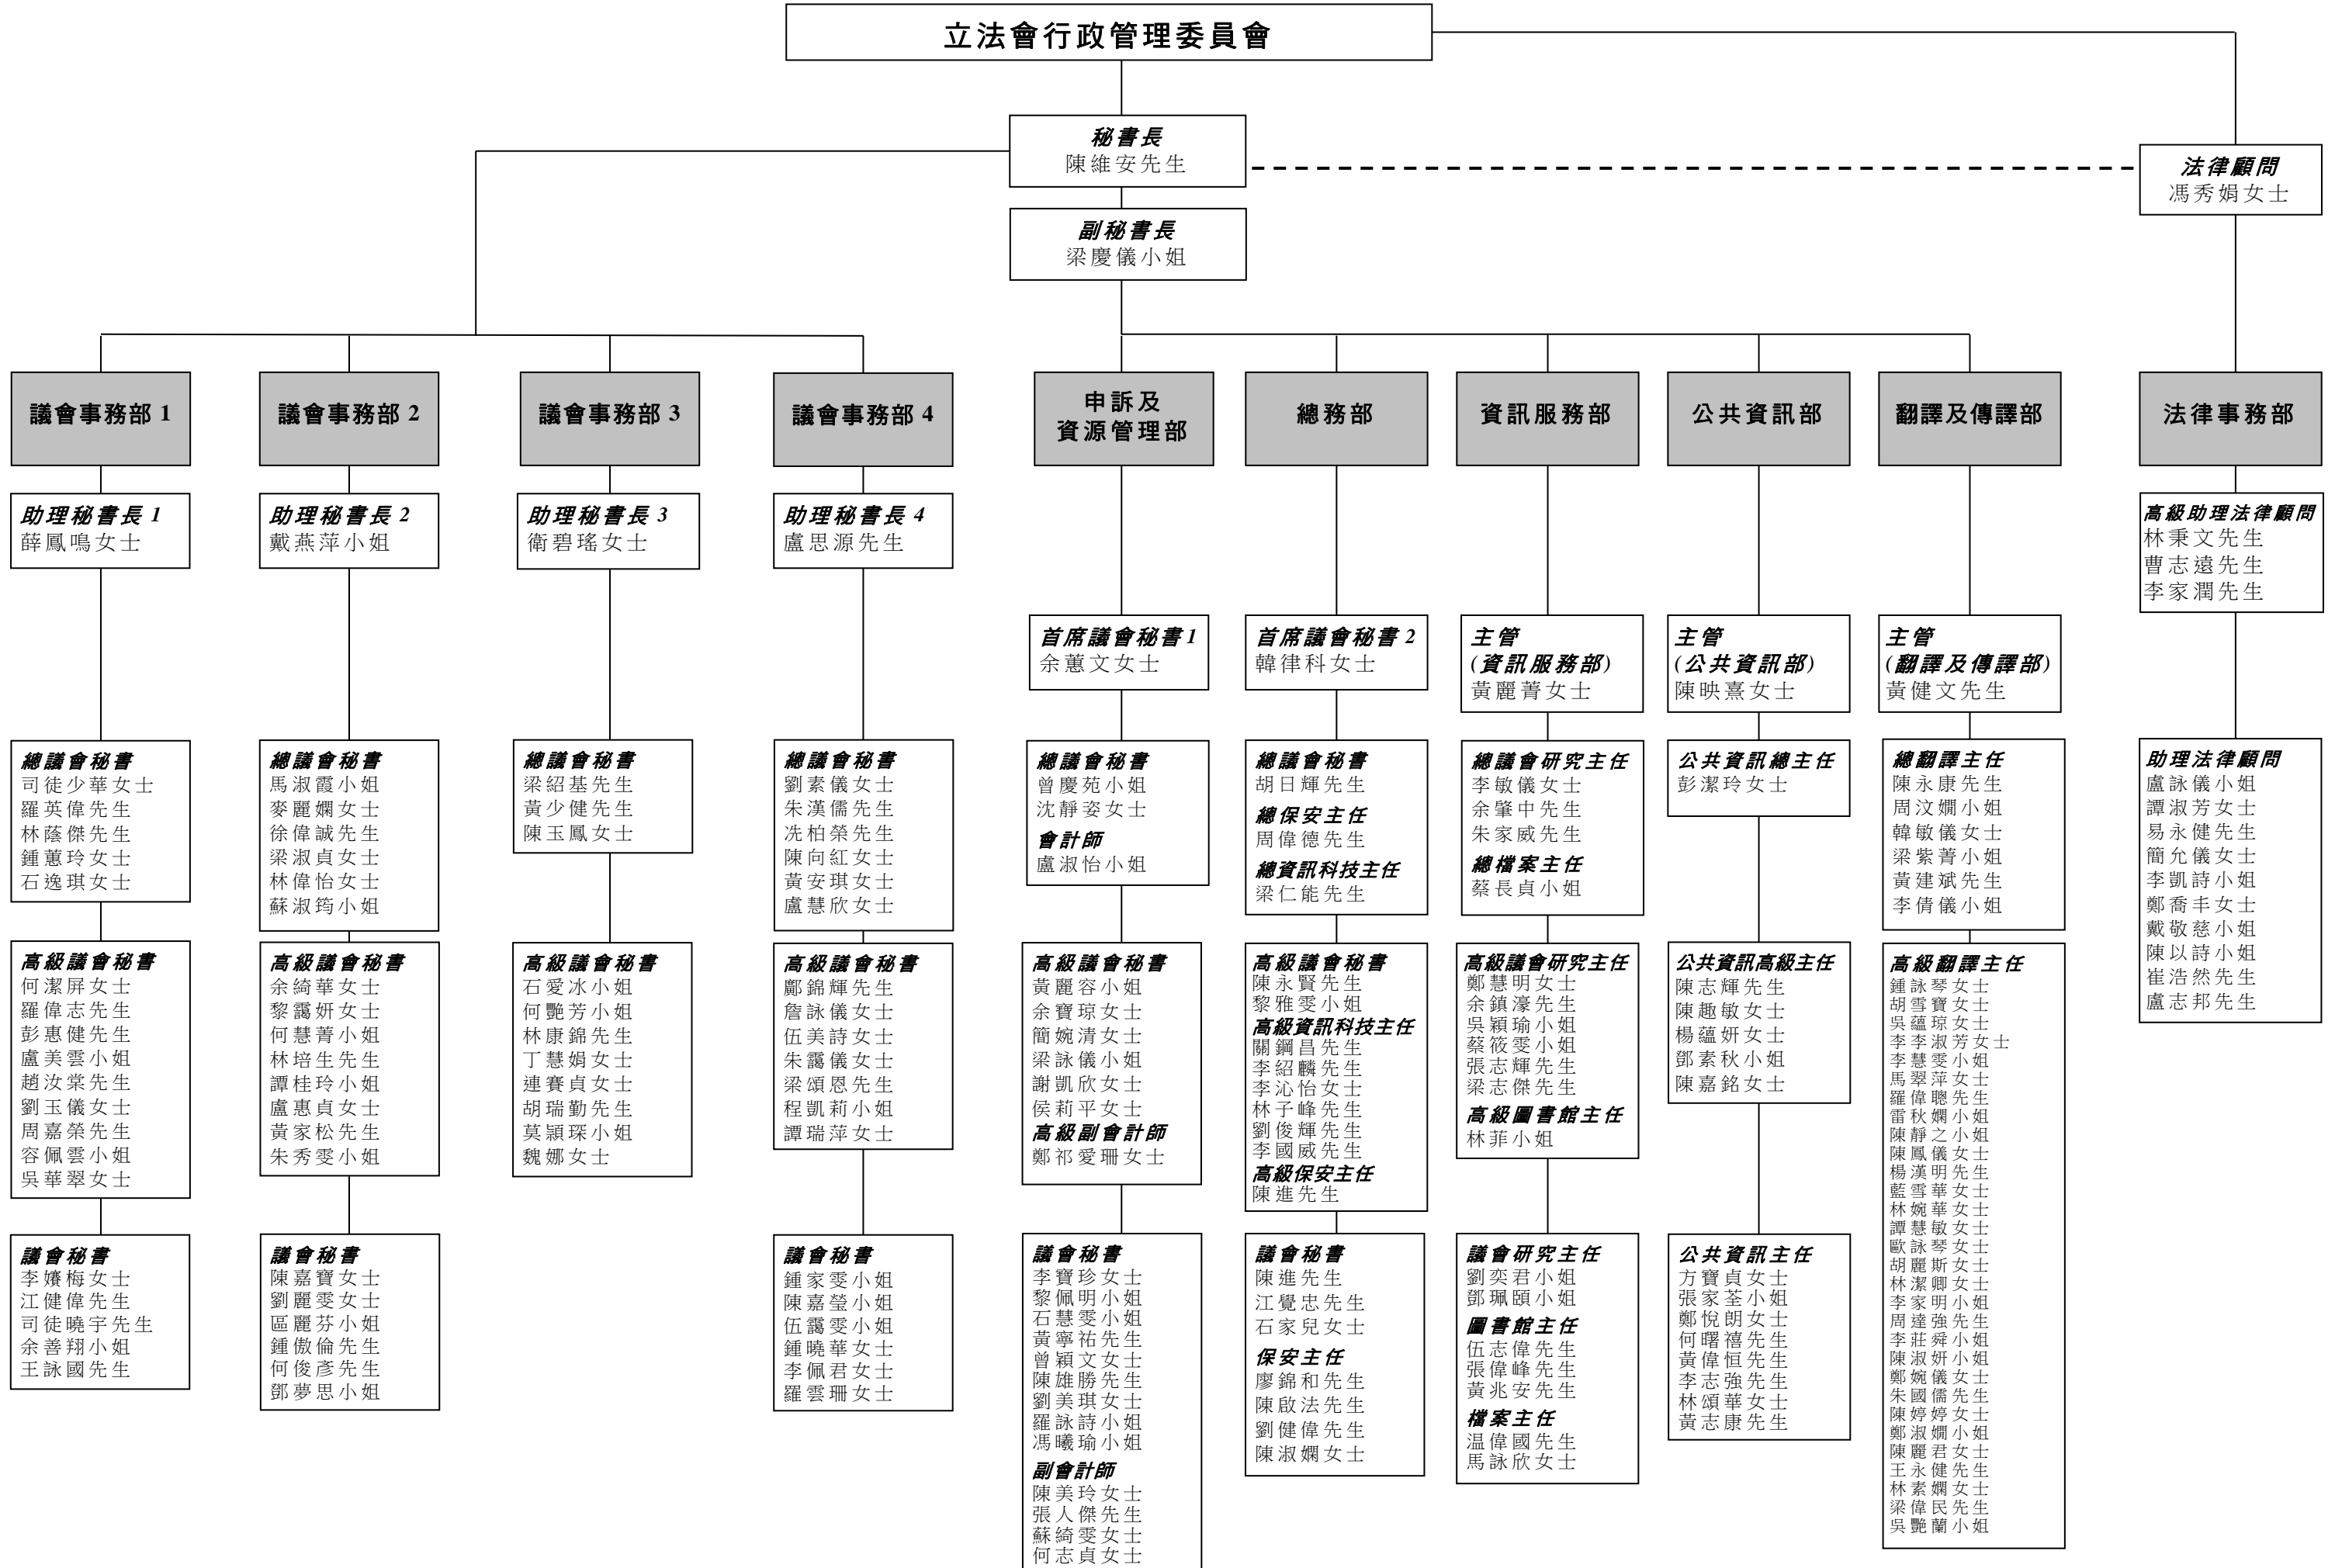 立法會行政管理委員會
秘書長
陳維安先生
法律顧問
馮秀娟女士
副秘書長
梁慶儀小姐
議會事務部 1
助理秘書長 1
薛鳳鳴女士
總議會秘書
司徒少華女士
羅英偉先生
林蔭傑先生
鍾蕙玲女士
石逸琪女士
高級議會秘書
何潔屏女士
羅偉志先生
彭惠健先生
盧美雲小姐
趙汝棠先生
劉玉儀女士
周嘉榮先生
容佩雲小姐
吳華翠女士
議會秘書
李嬪梅女士
江健偉先生
司徒曉宇先生
余善翔小姐
王詠國先生
議會事務部 2
助理秘書長 2
戴燕萍小姐
總議會秘書
馬淑霞小姐
麥麗嫻女士
徐偉誠先生
梁淑貞女士
林偉怡女士
蘇淑筠小姐
高級議會秘書
余綺華女士
黎靄妍女士
何慧菁小姐
林培生先生
譚桂玲小姐
盧惠貞女士
黃家松先生
朱秀雯小姐
議會秘書
陳嘉寶女士
劉麗雯女士
區麗芬小姐
鍾傲倫先生
何俊彥先生
鄧夢思小姐
議會事務部 3
助理秘書長 3
衛碧瑤女士
總議會秘書
梁紹基先生
黃少健先生
陳玉鳳女士
高級議會秘書
石愛冰小姐
何艷芳小姐
林康錦先生
丁慧娟女士
連賽貞女士
胡瑞勤先生
莫穎琛小姐
魏娜女士
議會事務部 4
助理秘書長 4
盧思源先生
總議會秘書
劉素儀女士
朱漢儒先生
冼柏榮先生
陳向紅女士
黃安琪女士
盧慧欣女士
高級議會秘書
鄺錦輝先生
詹詠儀女士
伍美詩女士
朱靄儀女士
梁頌恩先生
程凱莉小姐
譚瑞萍女士
議會秘書
鍾家雯小姐
陳嘉瑩小姐
伍靄雯小姐
鍾曉華女士
李佩君女士
羅雲珊女士
申訴及
資源管理部
首席議會秘書 1
余蕙文女士
總議會秘書
曾慶苑小姐
沈靜姿女士
會計師
盧淑怡小姐
高級議會秘書
黃麗容小姐
余寶琼女士
簡婉清女士
梁詠儀小姐
謝凱欣女士
侯莉平女士
高級副會計師
鄭祁愛珊女士
議會秘書
李寶珍女士
黎佩明小姐
石慧雯小姐
黃寧祐先生
曾穎文女士
陳雄勝先生
劉美琪女士
羅詠詩小姐
馮曦瑜小姐
副會計師
陳美玲女士
張人傑先生
蘇綺雯女士
何志貞女士
總務部
首席議會秘書 2
韓律科女士
總議會秘書
胡日輝先生
總保安主任
周偉德先生
總資訊科技主任
梁仁能先生
高級議會秘書
陳永賢先生
黎雅雯小姐
高級資訊科技主任
關鋼昌先生
李紹麟先生
李沁怡女士
林子峰先生
劉俊輝先生
李國威先生
高級保安主任
陳進先生
議會秘書
陳進先生
江覺忠先生
石家兒女士
保安主任
廖錦和先生
陳啟法先生
劉健偉先生
陳淑嫻女士
資訊服務部
主管
(資訊服務部)
黃麗菁女士
總議會研究主任
李敏儀女士
余肇中先生
朱家威先生
總檔案主任
蔡長貞小姐
高級議會研究主任
鄭慧明女士
余鎮濠先生
吳穎瑜小姐
蔡筱雯小姐
張志輝先生
梁志傑先生
高級圖書館主任
林菲小姐
議會研究主任
劉奕君小姐
鄧珮頤小姐
圖書館主任
伍志偉先生
張偉峰先生
黃兆安先生
檔案主任
温偉國先生
馬詠欣女士
公共資訊部
主管
(公共資訊部)
陳映熹女士
公共資訊總主任
彭潔玲女士
公共資訊高級主任
陳志輝先生
陳趣敏女士
楊蘊妍女士
鄧素秋小姐
陳嘉銘女士
公共資訊主任
方寶貞女士
張家荃小姐
鄭悅朗女士
何曙禧先生
黃偉恒先生
李志強先生
林頌華女士
黃志康先生
翻譯及傳譯部
主管
(翻譯及傳譯部)
黃健文先生
總翻譯主任
陳永康先生
周汶嫺小姐
韓敏儀女士
梁紫菁小姐
黃建斌先生
李倩儀小姐
高級翻譯主任
鍾詠琴女士
胡雪寶女士
吳蘊琼女士
李李淑芳女士
李慧雯小姐
馬翠萍女士
羅偉聰先生
雷秋嫻小姐
陳靜之小姐
陳鳳儀女士
楊漢明先生
藍雪華女士
林婉華女士
譚慧敏女士
歐詠琴女士
胡麗斯女士
林潔卿女士
李家明小姐
周達強先生
李莊舜小姐
陳淑妍小姐
鄭婉儀女士
朱國儒先生
陳婷婷女士
鄭淑嫺小姐
陳麗君女士
王永健先生
林素嫻女士
梁偉民先生
吳艷蘭小姐
法律事務部
高級助理法律顧問
林秉文先生
曹志遠先生
李家潤先生
助理法律顧問
盧詠儀小姐
譚淑芳女士
易永健先生
簡允儀女士
李凱詩小姐
鄭喬丰女士
戴敬慈小姐
陳以詩小姐
崔浩然先生
盧志邦先生